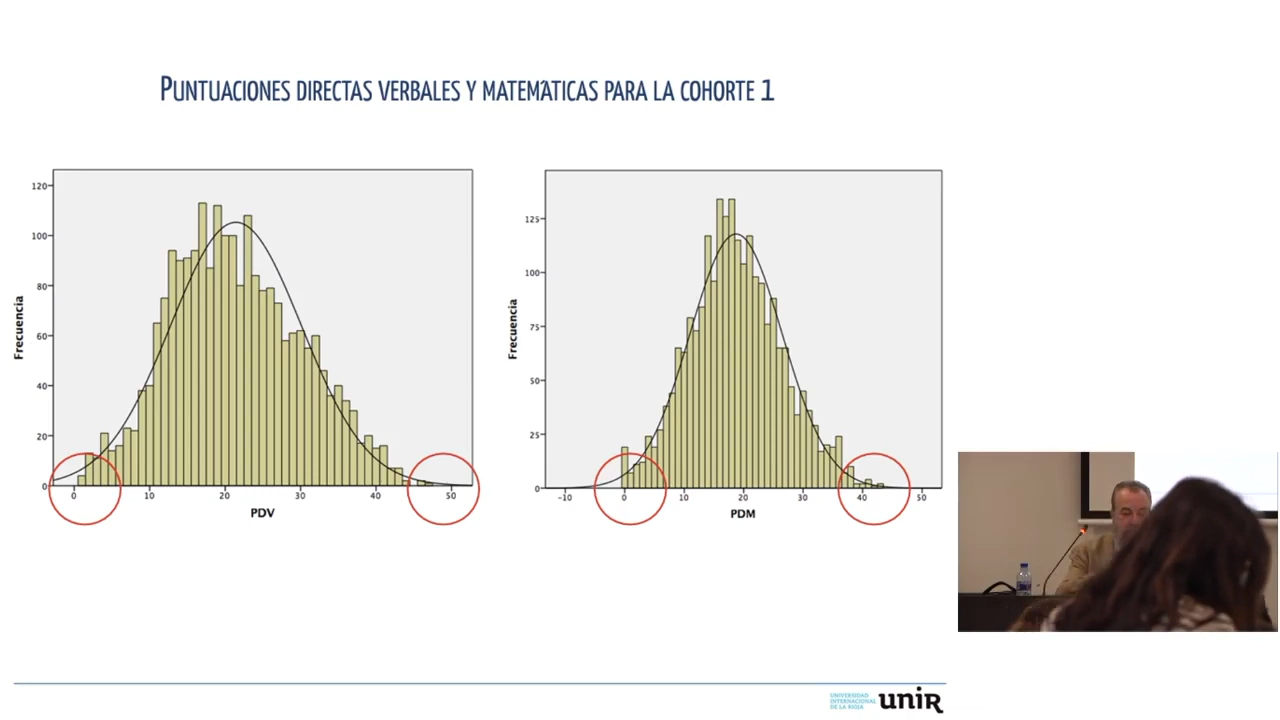 PUNTUACIONES DIRECTAS VERBALES Y MATEMÁTICAS PARA LA COHORTE 1
120
100
80
60
40
20
0
Frecuencia
0 10 20 30 40 50
PDV
125
100
75
50
25
0
Frecuencia
-10 0 10 20 30 40 50
PDM
UNIVERSIDAD
INTERNACIONAL
DE LA RIOJA
unir